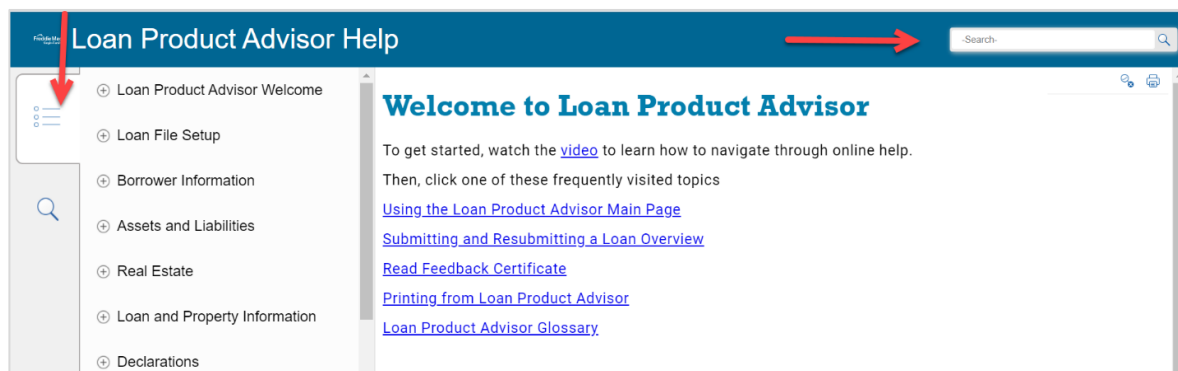 Loan Product Advisor Help
-Search-
Loan Product Advisor Welcome
Loan File Setup
Borrower Information
Assets and Liabilities
Real Estate
Loan and Property Information
Declarations
Welcome to Loan Product Advisor
To get started, watch the video to learn how to navigate through online help.
Then, click one of these frequently visited topics
Using the Loan Product Advisor Main Page
Submitting and Resubmitting a Loan Overview
Read Feedback Certificate
Printing from Loan Product Advisor
Loan Product Advisor Glossary